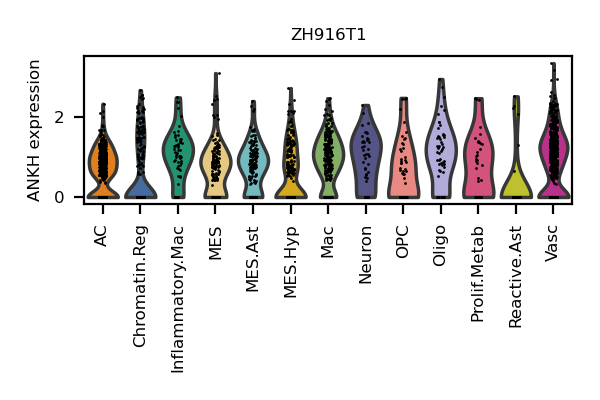 ZH916T1
ANKH expression
2
0
AC
Chromatin.Reg
Inflammatory.Mac
MES
MES.Ast
MES.Hyp
Mac
Neuron
OPC
Oligo
Prolif.Metab
Reactive.Ast
Vasc